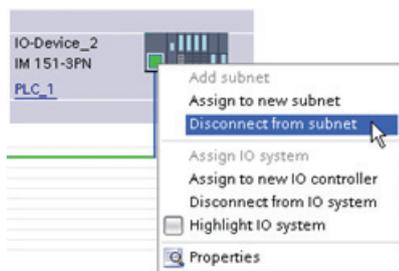 IO-Device_2
IM 151-3PN
PLC_1
Add subnet
Assign to new subnet
Disconnect from subnet
Assign IO system
Assign to new IO controller
Disconnect from IO system
Highlight IO system
Properties